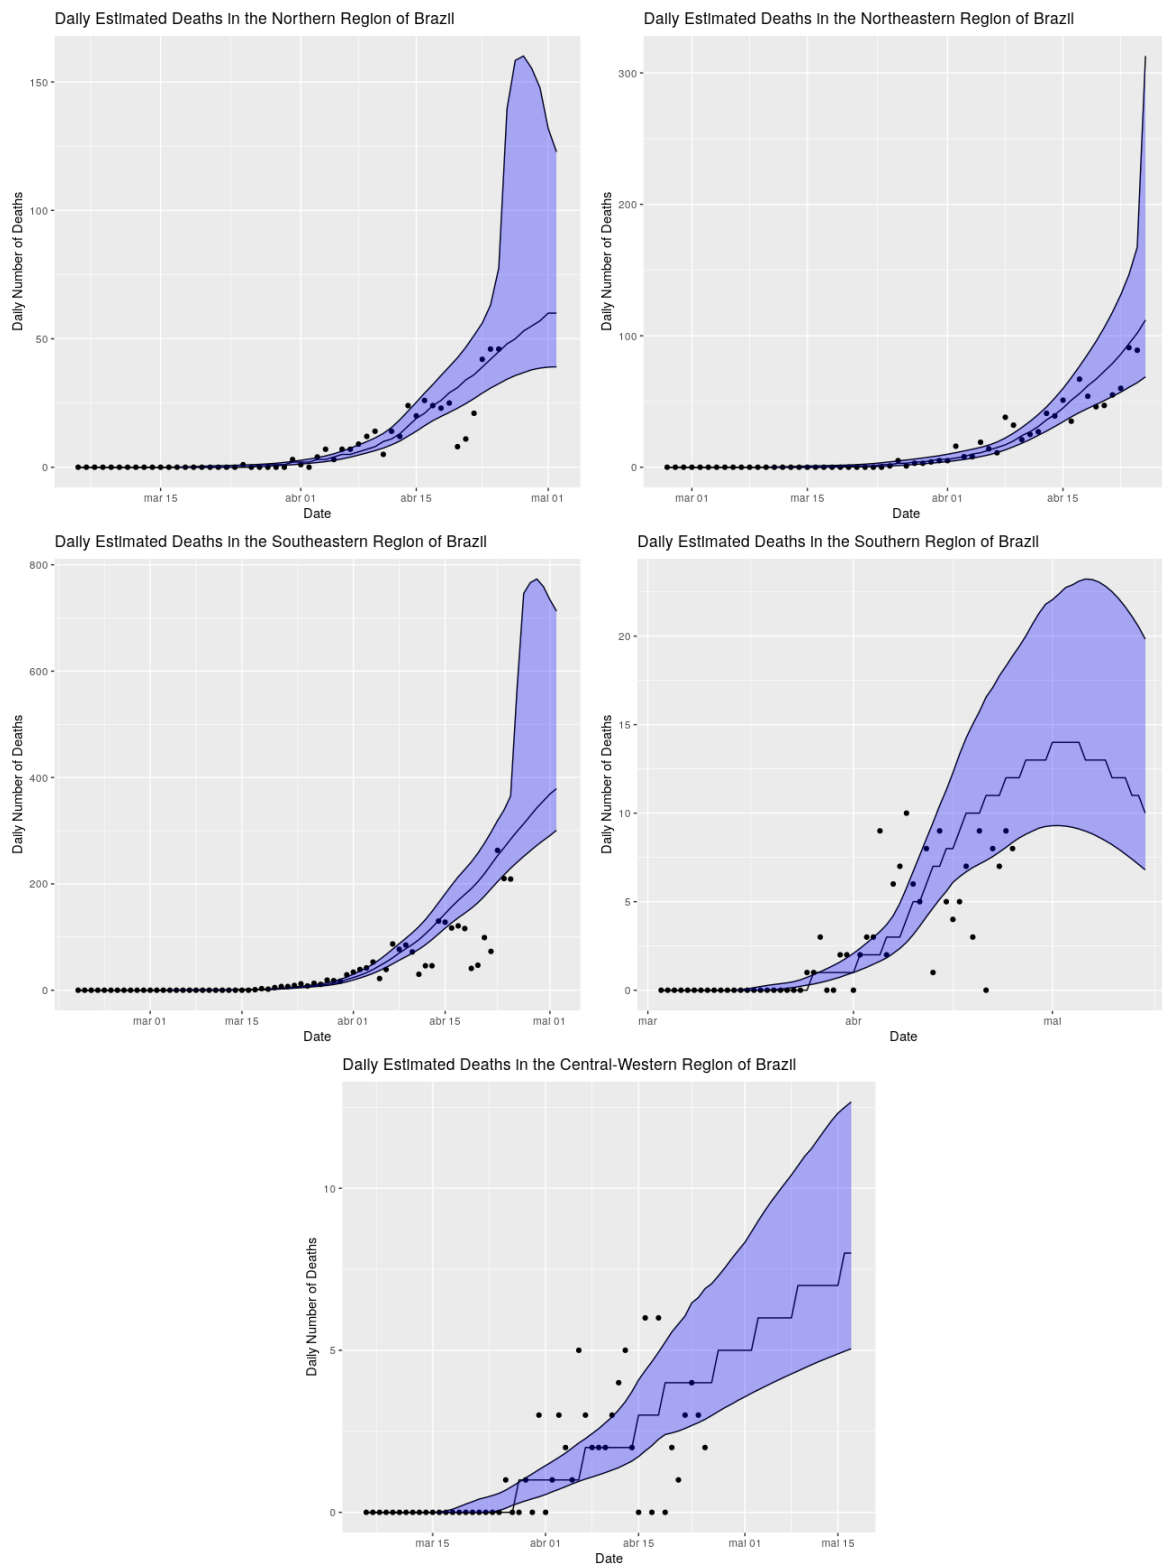 Daily Estimated Deaths in the Northern Region of Brazil
Daily Number of Deaths
150
100
50
0
mar 15
abr 01
abr 15
mai 01
Date
Daily Estimated Deaths in the Northeastern Region of Brazil
Daily Number of Deaths
300
200
100
0
mar 01
mar 15
abr 01
abr 15
Date
Daily Estimated Deaths in the Southeastern Region of Brazil
Daily Number of Deaths
800
600
400
200
0
mar 01
mar 15
abr 01
abr 15
mai 01
Date
Daily Estimated Deaths in the Southern Region of Brazil
Daily Number of Deaths
20
15
10
5
0
mar
abr
mai
Date
Daily Estimated Deaths in the Central-Western Region of Brazil
Daily Number of Deaths
10
5
0
mar 15
abr 01
abr 15
mai 01
mai 15
Date